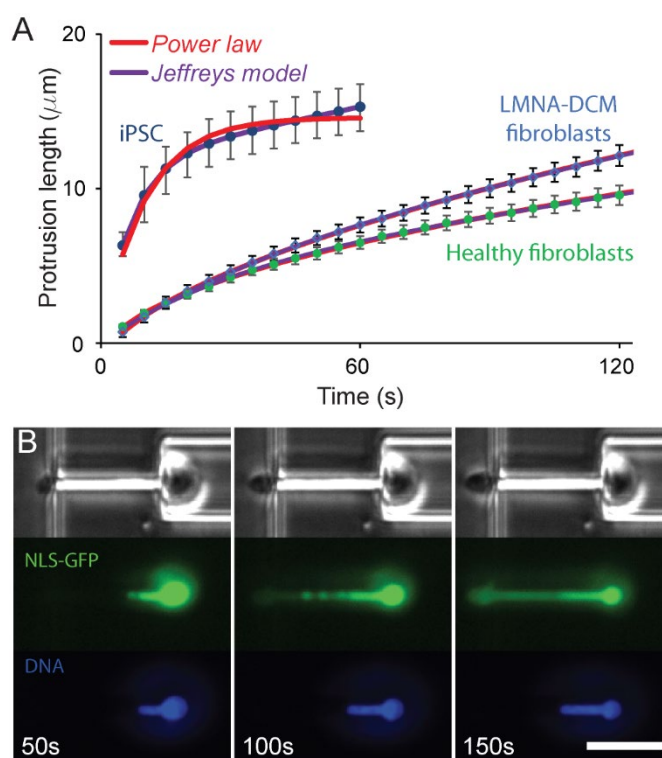 A
20
Power law
Jeffreys model
iPSC
LMNA-DCM
fibroblasts
10
Healthy fibroblasts
0
0
60
120
Protrusion length (μm)
Time (s)
B
NLS-GFP
DNA
50s
100s
150s